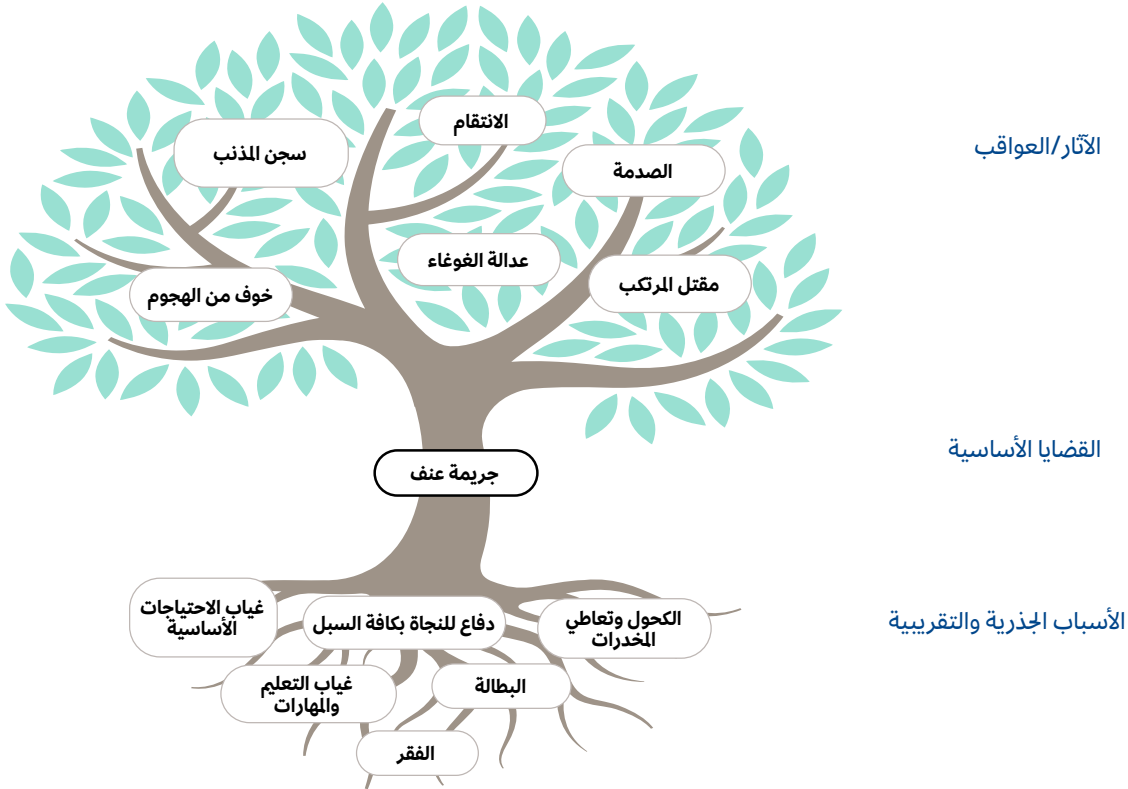 الآثار/العواقب
الانتقام
سجن المذنب
الصدمة
عدالة الغوغاء
مقتل المرتكب
خوف من الهجوم
القضايا الأساسية
جريمة عنف
الأسباب الجذرية والتقريبية
الكحول وتعاطي
المخدرات
دفاع للنجاة بكافة السبل
غياب الاحتياجات
الأساسية
البطالة
غياب التعليم
والمهارات
الفقر